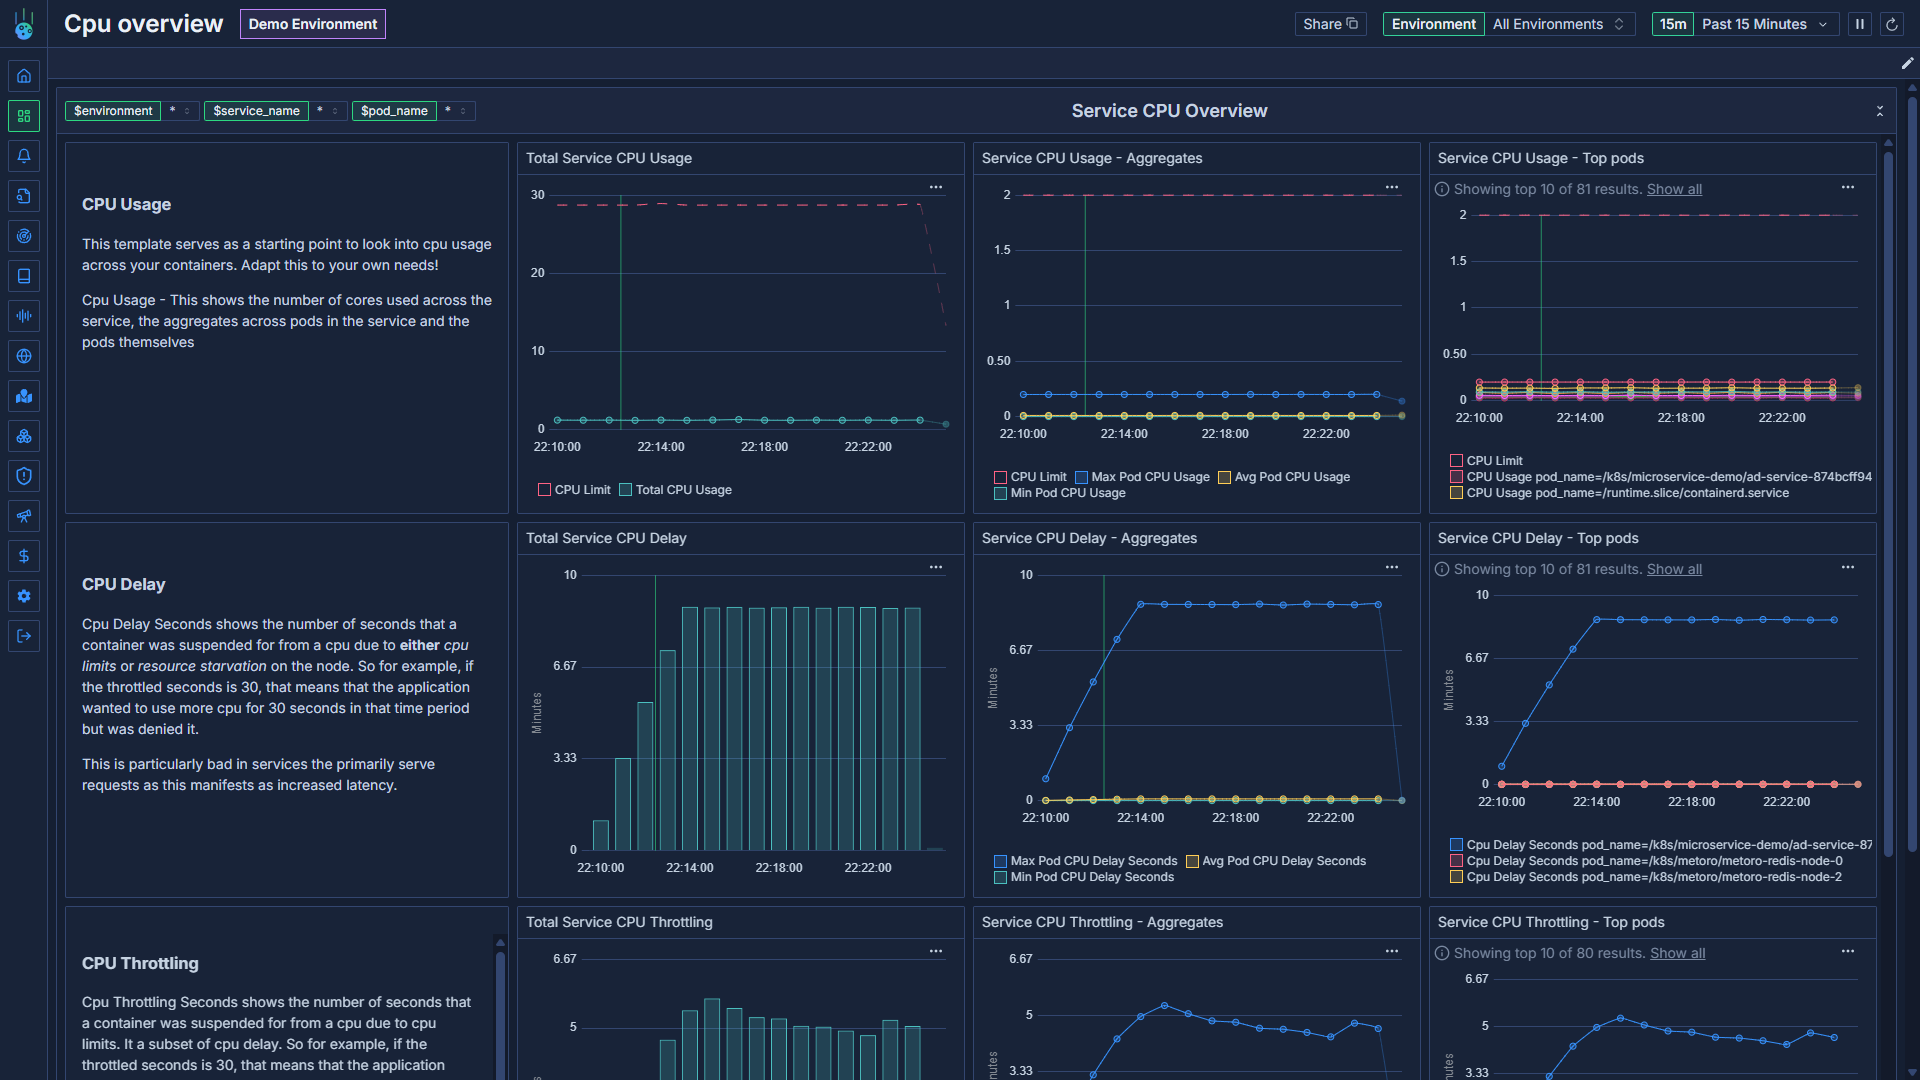 Cpu overview
Demo Environment
Share
Environment
All Environments
15m
Past 15 Minutes
$environment
*
$service_name
*
$pod_name
*
Service CPU Overview
CPU Usage
This template serves as a starting point to look into cpu usage
across your containers. Adapt this to your own needs!
Cpu Usage - This shows the number of cores used across the
service, the aggregates across pods in the service and the
pods themselves
Total Service CPU Usage
30
20
10
0
22:10:00
22:14:00
22:18:00
22:22:00
CPU Limit
Total CPU Usage
Service CPU Usage - Aggregates
2
1.5
1
0.50
0
22:10:00
22:14:00
22:18:00
22:22:00
CPU Limit
Max Pod CPU Usage
Avg Pod CPU Usage
Min Pod CPU Usage
Service CPU Usage - Top pods
Showing top 10 of 81 results. Show all
2
1.5
1
0.50
0
22:10:00
22:14:00
22:18:00
22:22:00
CPU Limit
CPU Usage pod_name=/k8s/microservice-demo/ad-service-874bcff94
CPU Usage pod_name=/runtime.slice/containerd.service
CPU Delay
Cpu Delay Seconds shows the number of seconds that a
container was suspended for from a cpu due to either cpu
limits or resource starvation on the node. So for example, if
the throttled seconds is 30, that means that the application
wanted to use more cpu for 30 seconds in that time period
but was denied it.
This is particularly bad in services the primarily serve
requests as this manifests as increased latency.
Total Service CPU Delay
10
6.67
3.33
0
Minutes
22:10:00
22:14:00
22:18:00
22:22:00
Service CPU Delay - Aggregates
10
6.67
3.33
0
Minutes
22:10:00
22:14:00
22:18:00
22:22:00
Max Pod CPU Delay Seconds
Avg Pod CPU Delay Seconds
Min Pod CPU Delay Seconds
Service CPU Delay - Top pods
Showing top 10 of 81 results. Show all
10
6.67
3.33
0
Minutes
22:10:00
22:14:00
22:18:00
22:22:00
Cpu Delay Seconds pod_name=/k8s/microservice-demo/ad-service-87
Cpu Delay Seconds pod_name=/k8s/metoro/metoro-redis-node-0
Cpu Delay Seconds pod_name=/k8s/metoro/metoro-redis-node-2
CPU Throttling
Cpu Throttling Seconds shows the number of seconds that
a container was suspended for from a cpu due to cpu
limits. It a subset of cpu delay. So for example, if the
throttled seconds is 30, that means that the application
Total Service CPU Throttling
6.67
5
Service CPU Throttling - Aggregates
6.67
5
3.33
nutes
Service CPU Throttling - Top pods
Showing top 10 of 80 results. Show all
6.67
5
3.33
nutes